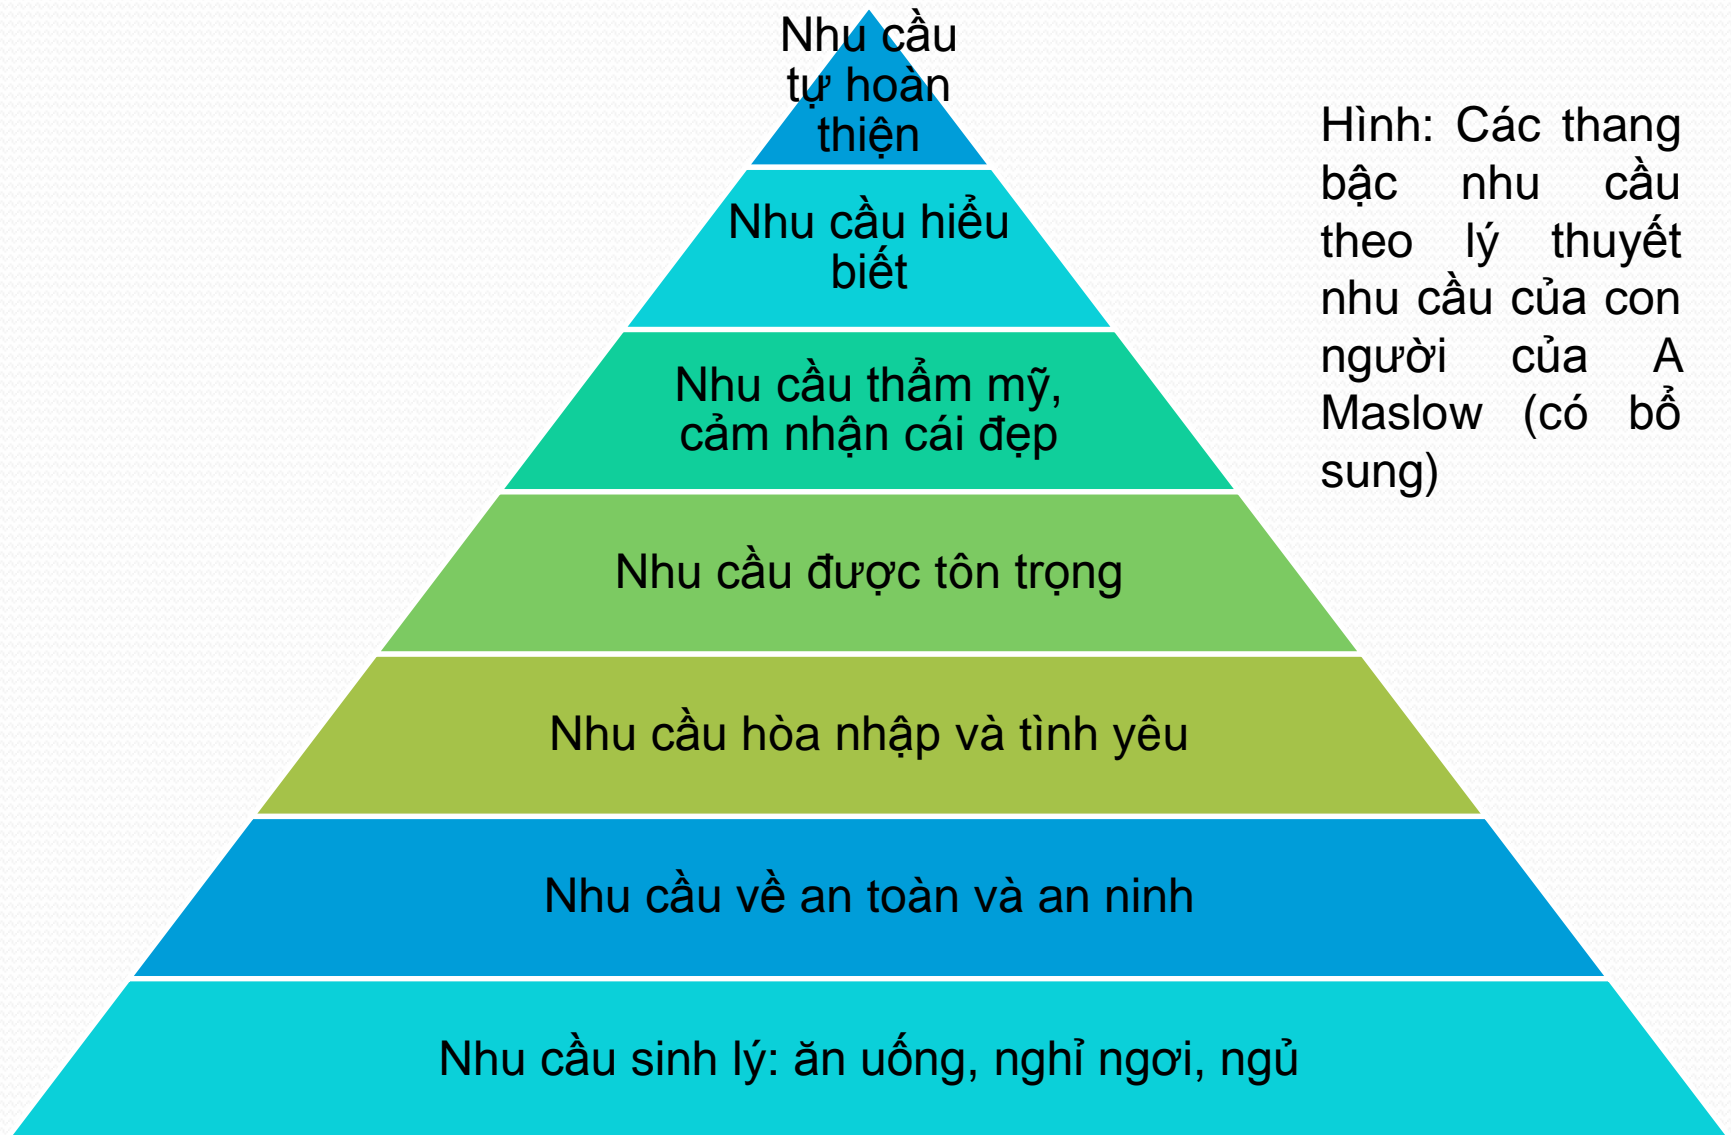 Nhu cầu
tự hoàn
thiện
Nhu cầu hiểu
biết
Nhu cầu thẩm mỹ,
cảm nhận cái đẹp
Nhu cầu được tôn trọng
Nhu cầu hòa nhập và tình yêu
Nhu cầu về an toàn và an ninh
Nhu cầu sinh lý: ăn uống, nghỉ ngơi, ngủ
Hình: Các thang
bậc nhu cầu
theo lý thuyết
nhu cầu của con
người của A
Maslow (có bổ
sung)